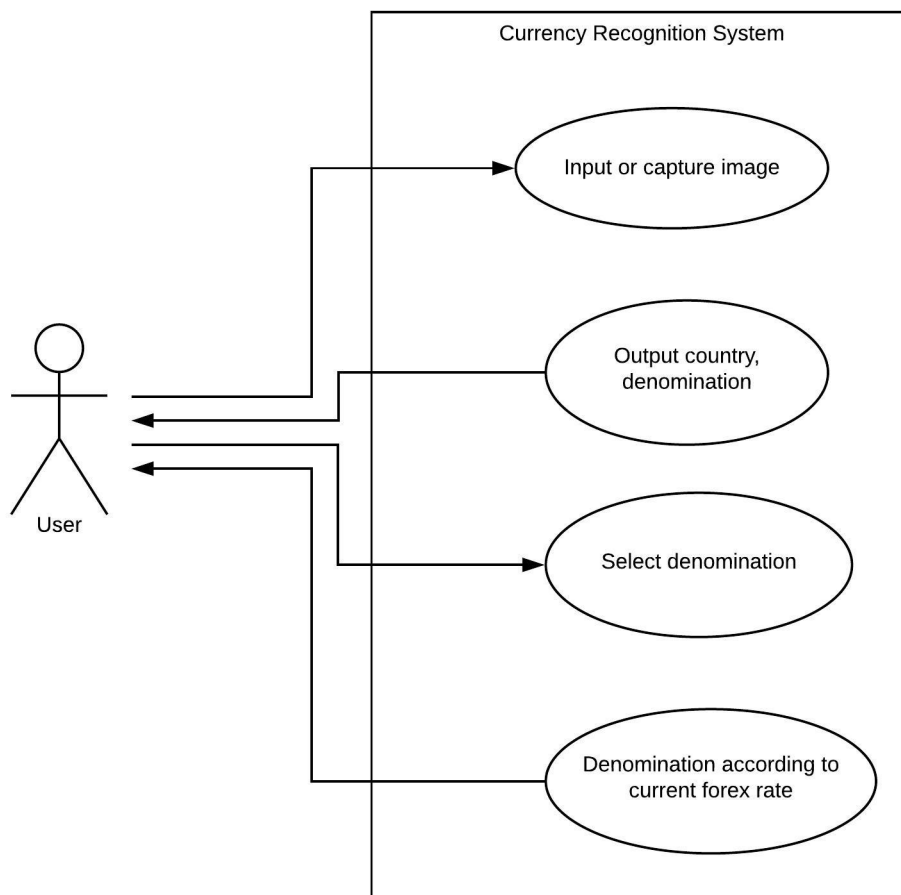 Currency Recognition System
Input or capture image
Output country,
denomination
Select denomination
User
Denomination according to
current forex rate